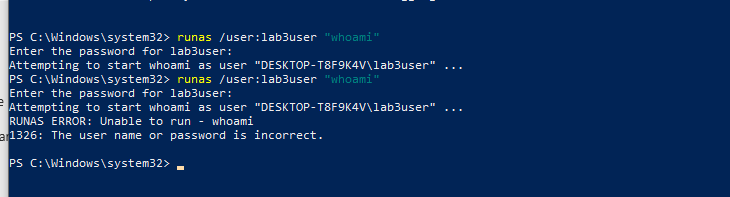 PS C:\Windows\system32> runas /user:lab3user "whoami"
Enter the password for lab3user:
Attempting to start whoami as user "DESKTOP-T8F9K4V\lab3user" ...
PS C:\Windows\system32> runas /user:lab3user "whoami"
Enter the password for lab3user:
Attempting to start whoami as user "DESKTOP-T8F9K4V\lab3user" ...
RUNAS ERROR: Unable to run - whoami
1326: The user name or password is incorrect.
PS C:\Windows\system32>